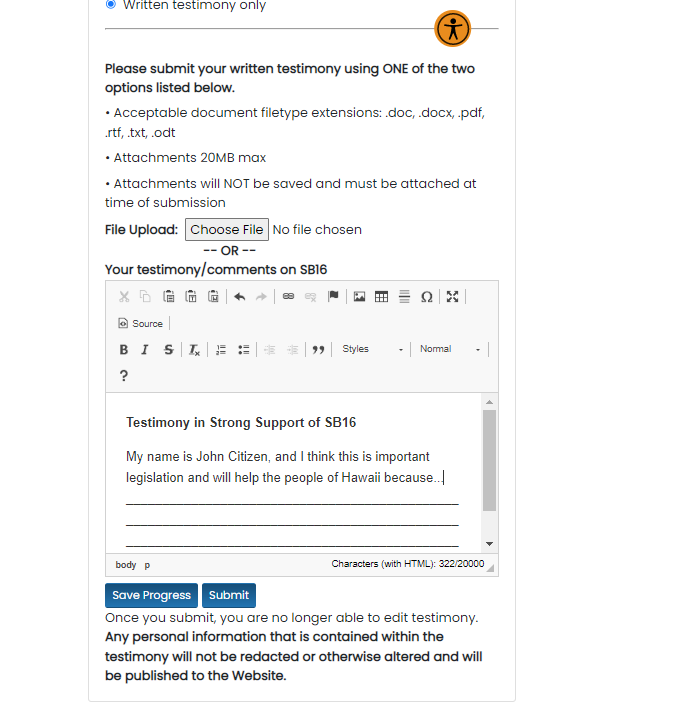 Written testimony only
Please submit your written testimony using ONE of the two
options listed below.
• Acceptable document filetype extensions: .doc, .docx, .pdf,
.rtf, .txt, .odt
• Attachments 20MB max
• Attachments will NOT be saved and must be attached at
time of submission
File Upload: Choose File No file chosen
-- OR --
Your testimony/comments on SB16
Source
B I S Tx Styles Normal
?
Testimony in Strong Support of SB16
My name is John Citizen, and I think this is important
legislation and will help the people of Hawaii because...
body p Characters (with HTML): 322/20000
Save Progress Submit
Once you submit, you are no longer able to edit testimony.
Any personal information that is contained within the
testimony will not be redacted or otherwise altered and will
be published to the Website.